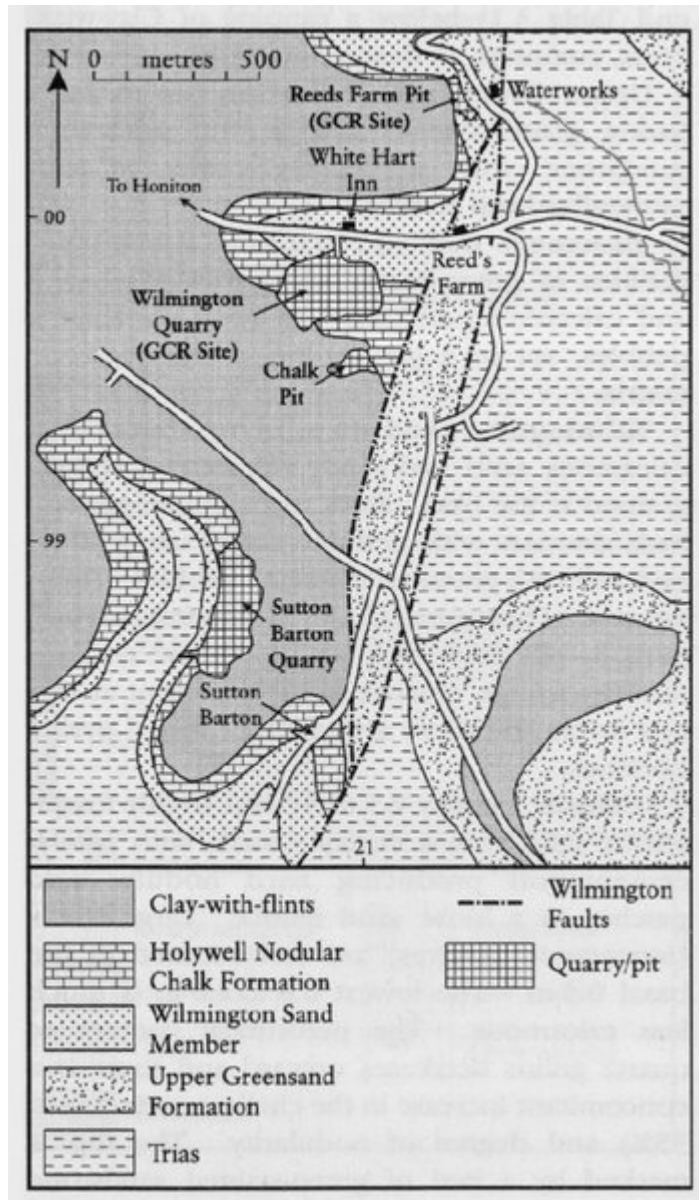 N 0 metres 500
Reeds Farm Pit
(GCR Site)
Waterworks
White Hart
Inn
To Honiton
00
Reed's
Farm
Wilmington
Quarry
(GCR Site)
Chalk
Pit
99
Sutton
Barton
Quarry
Sutton
Barton
21
Clay-with-flints
Holywell Nodular
Chalk Formation
Wilmington Sand
Member
Upper Greensand
Formation
Trias
Wilmington
Faults
Quarry/pit